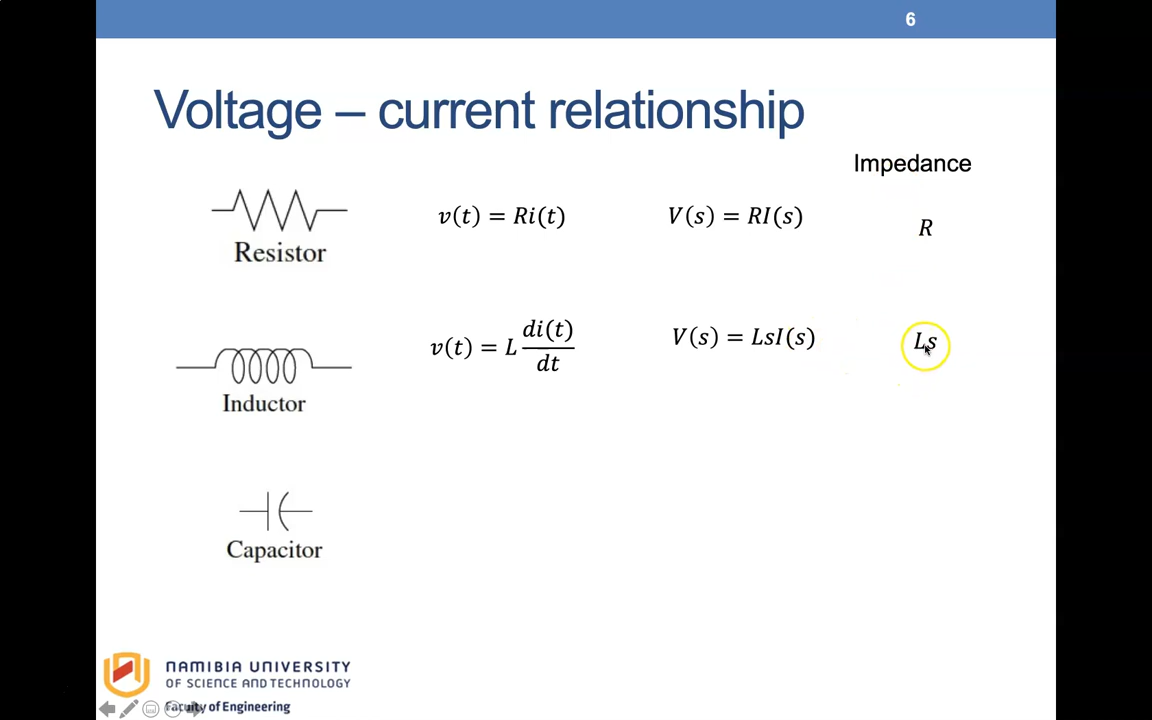 6
Voltage – current relationship
Impedance
v(t) = Ri(t)
V(s) = RI(s)
R
Resistor
v(t) = L di(t)/dt
V(s) = LsI(s)
Ls
Inductor
Capacitor
NAMIBIA UNIVERSITY
OF SCIENCE AND TECHNOLOGY
Faculty of Engineering